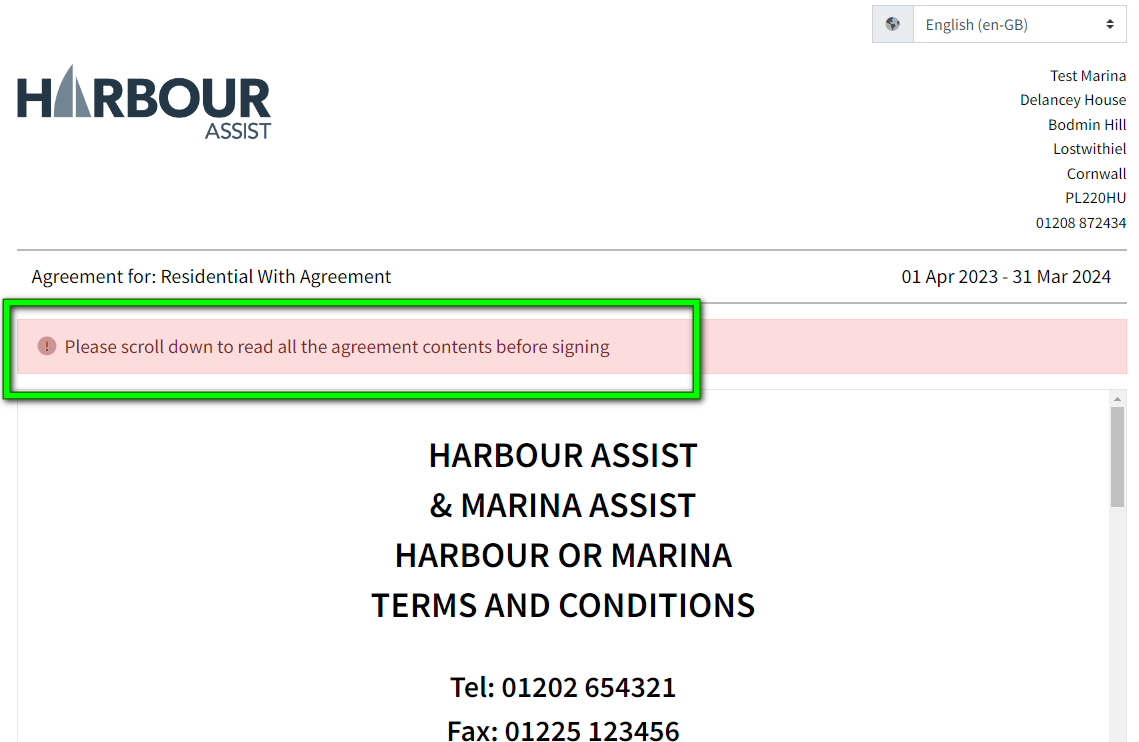 English (en-GB)
HARBOUR
ASSIST
Test Marina
Delancey House
Bodmin Hill
Lostwithiel
Cornwall
PL220HU
01208 872434
Agreement for: Residential With Agreement
01 Apr 2023 - 31 Mar 2024
Please scroll down to read all the agreement contents before signing
HARBOUR ASSIST
& MARINA ASSIST
HARBOUR OR MARINA
TERMS AND CONDITIONS
Tel: 01202 654321
Fax: 01225 123456